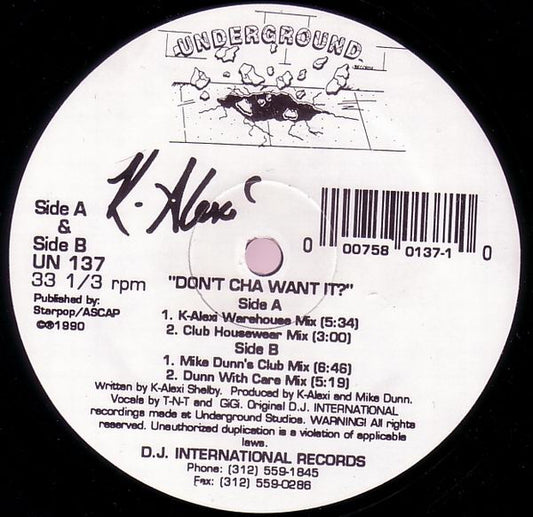 UNDERGROUND
K-Alexi
Side A
&
Side B
UN 137
33 1/3 rpm
Published by:
Starpop/ASCAP
©℗1990
0 00758 0137-1 0
"DON'T CHA WANT IT?"
Side A
1. K-Alexi Warehouse Mix (5:34)
2. Club Housewear Mix (3:00)
Side B
1. Mike Dunn's Club Mix (6:46)
2. Dunn With Care Mix (5:19)
Written by K-Alexi Shelby. Produced by K-Alexi and Mike Dunn.
Vocals by T-N-T and GiGi. Original D.J. INTERNATIONAL
recordings made at Underground Studios. WARNING! All rights
reserved. Unauthorized duplication is a violation of applicable
laws.
D.J. INTERNATIONAL RECORDS
Phone: (312) 559-1845
Fax: (312) 559-0286